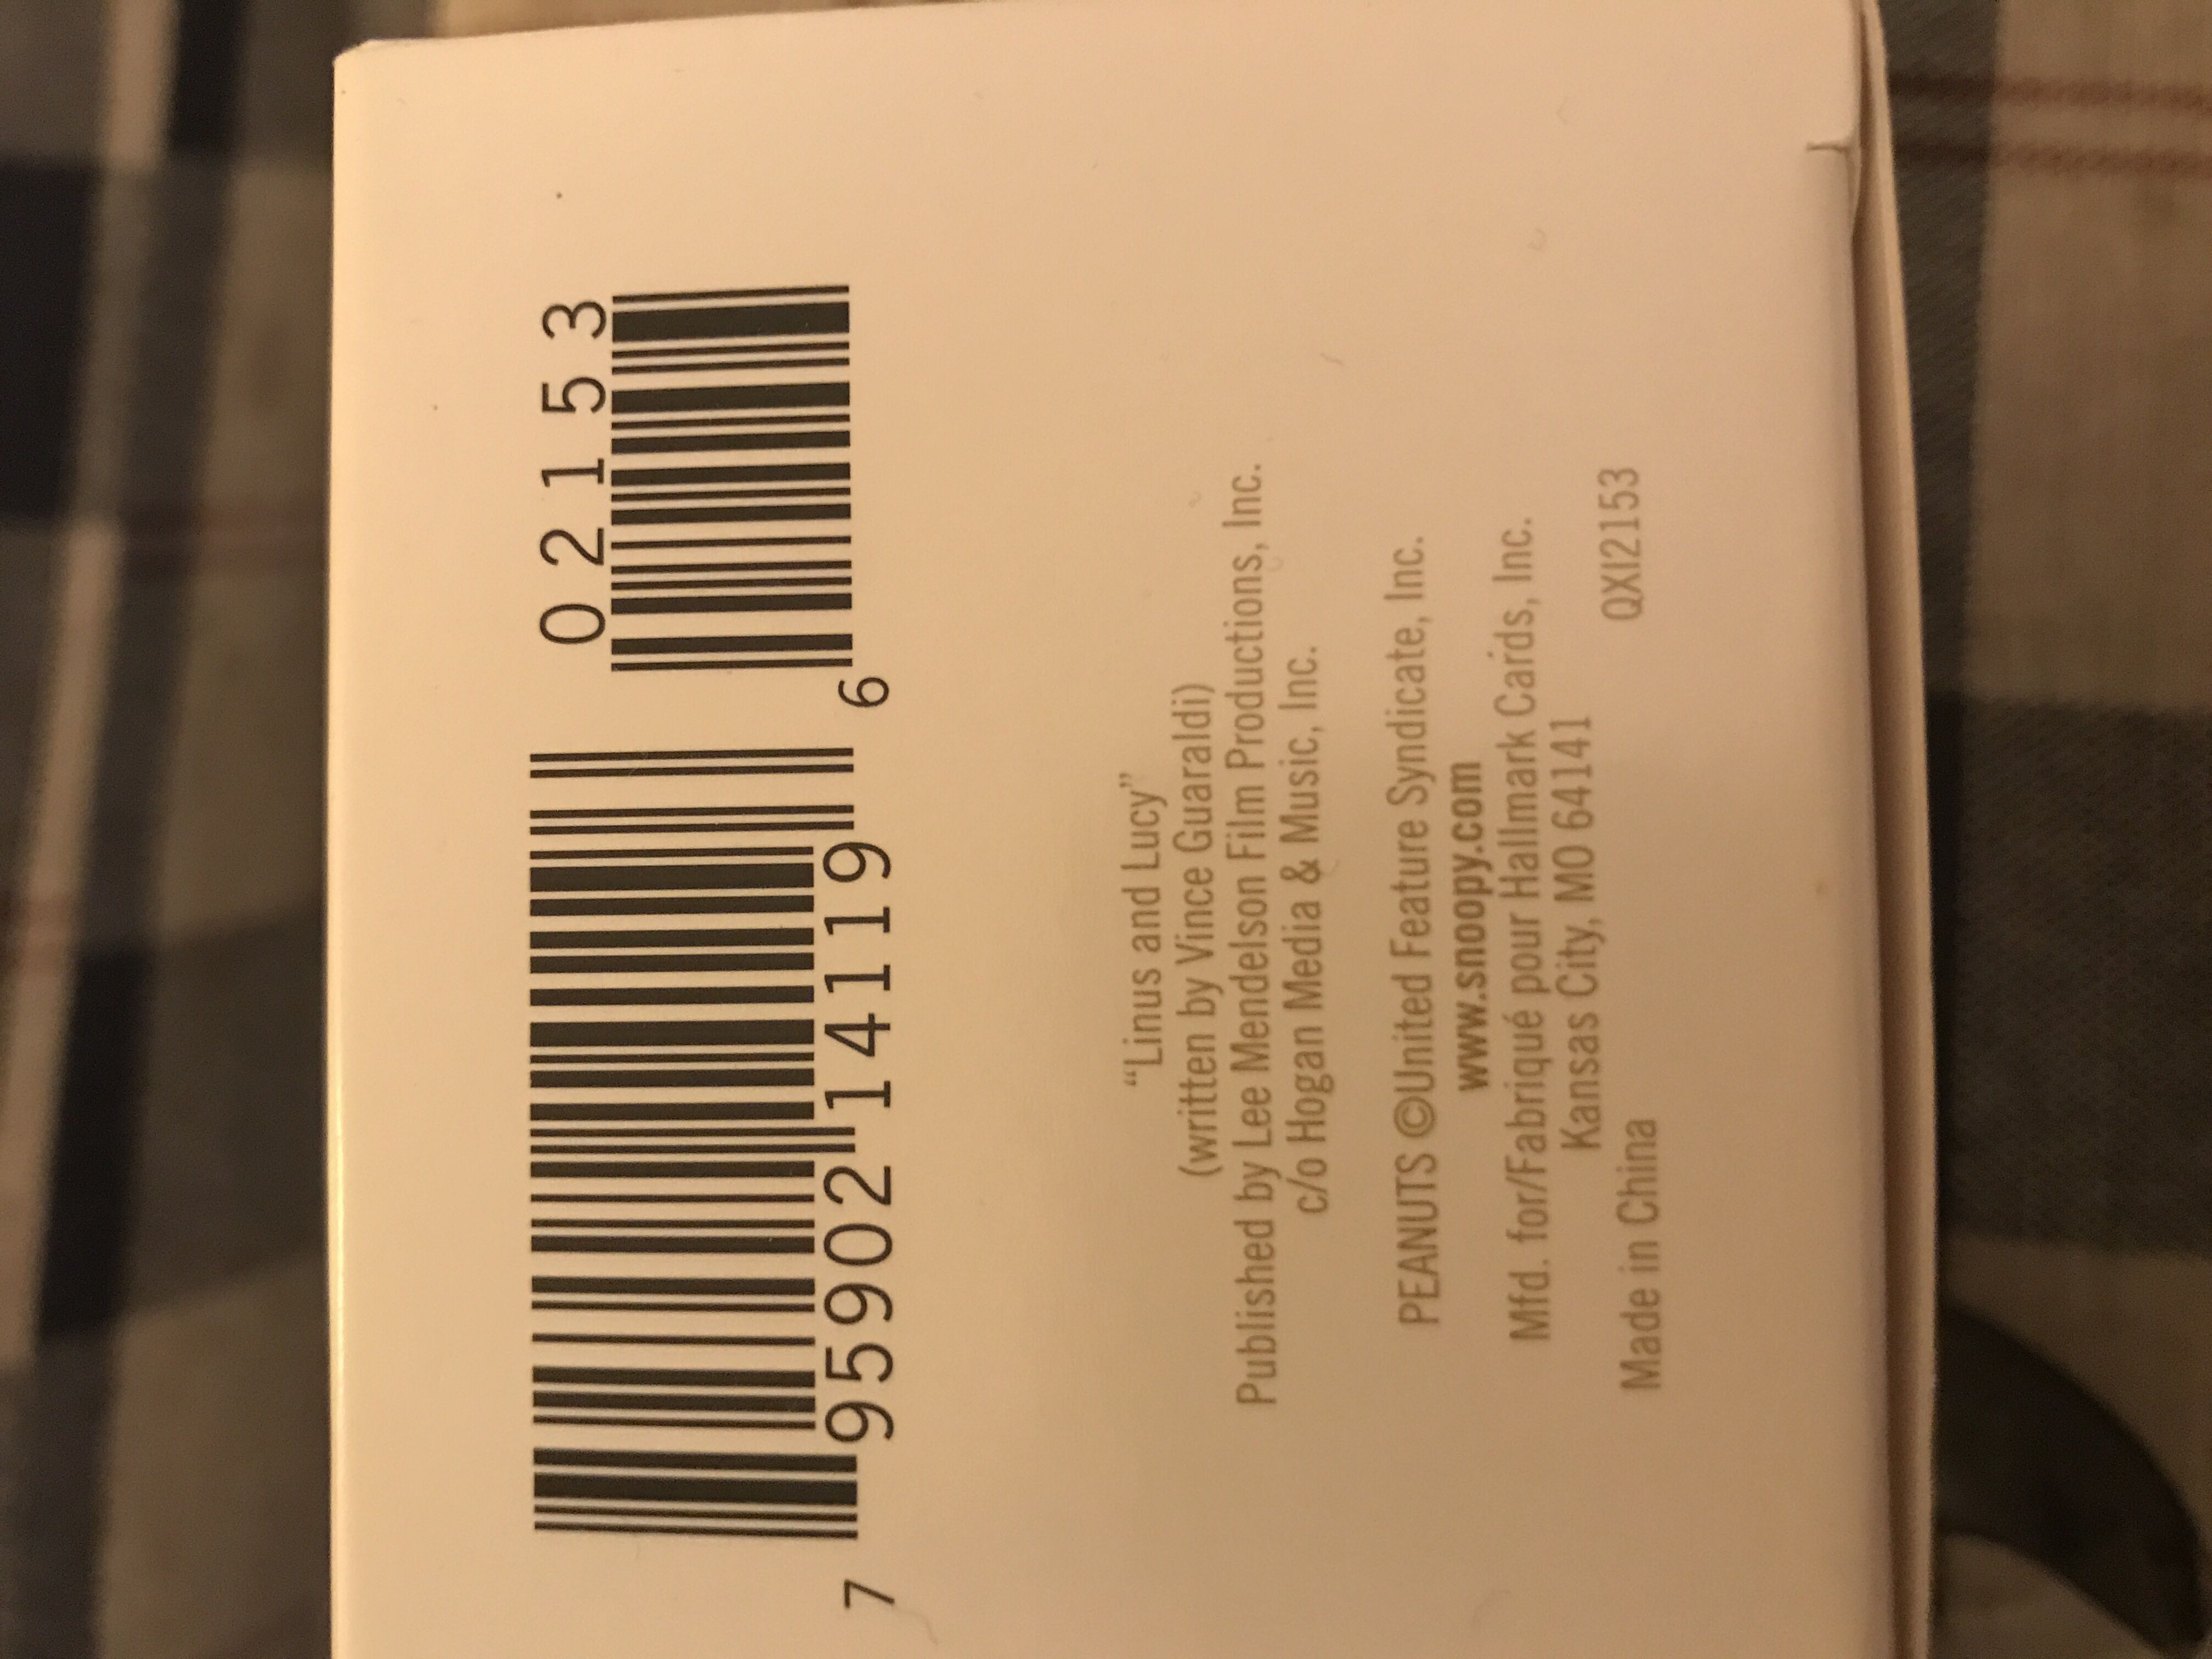 0 2 1 5 3
7 95902 14119 6
“Linus and Lucy”
(written by Vince Guaraldi)
Published by Lee Mendelson Film Productions, Inc.
c/o Hogan Media & Music, Inc.
PEANUTS ©United Feature Syndicate, Inc.
www.snoopy.com
Mfd. for/Fabriqué pour Hallmark Cards, Inc.
Kansas City, MO 64141
Made in China QXI2153